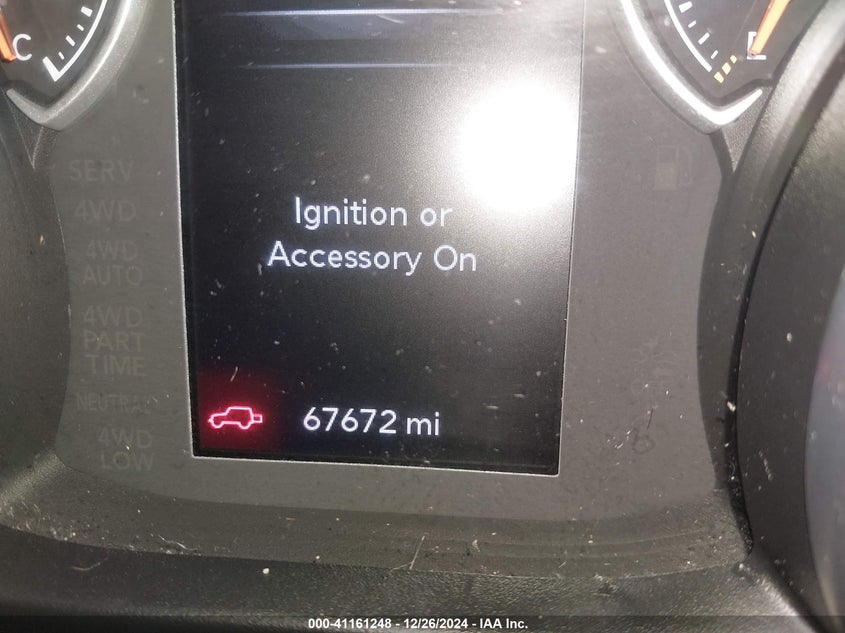 C
E
SERV
4WD
4WD
AUTO
4WD
PART
TIME
NEUTRAL
4WD
LOW
Ignition or
Accessory On
67672 mi
000-41161248 - 12/26/2024 - IAA Inc.